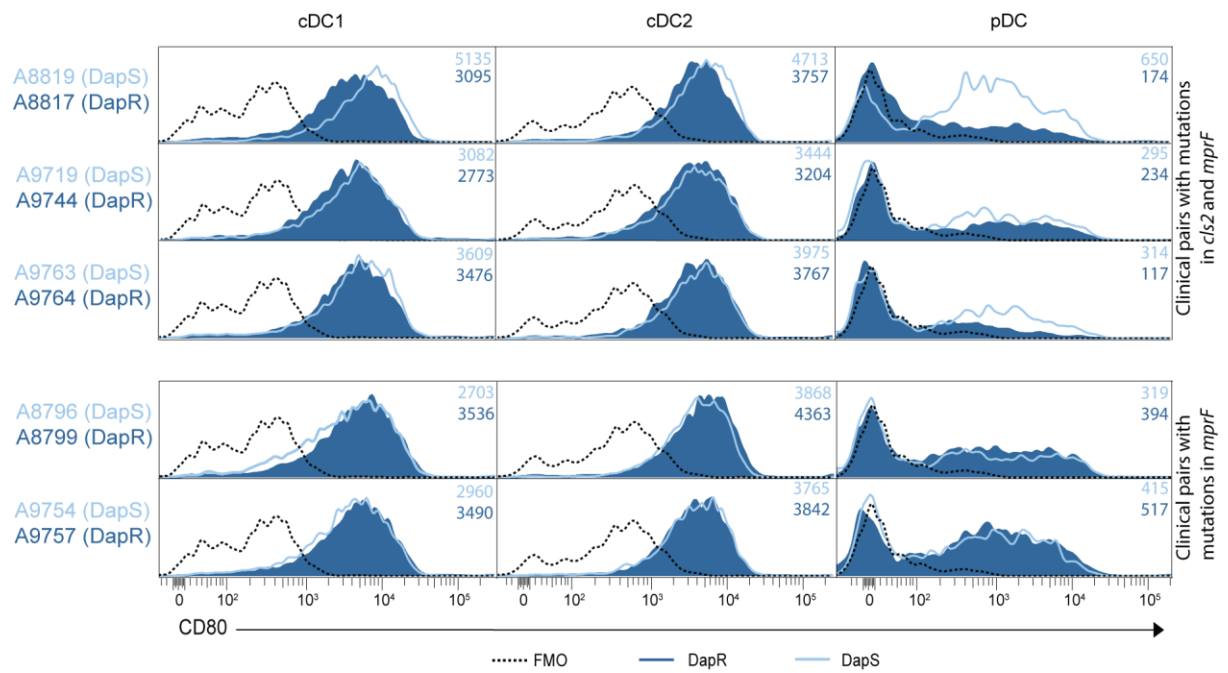 cDC1 cDC2 pDC
A8819 (DapS) 5135 4713 650
A8817 (DapR) 3095 3757 174
A9719 (DapS) 3082 3444 295
A9744 (DapR) 2773 3204 234
A9763 (DapS) 3609 3975 314
A9764 (DapR) 3476 3767 117
Clinical pairs with mutations
in cls2 and mprF
A8796 (DapS) 2703 3868 319
A8799 (DapR) 3536 4363 394
A9754 (DapS) 2960 3765 415
A9757 (DapR) 3490 3842 517
Clinical pairs with
mutations in mprF
0 10² 10³ 10⁴ 10⁵ 0 10² 10³ 10⁴ 10⁵ 0 10² 10³ 10⁴ 10⁵
CD80
FMO DapR DapS